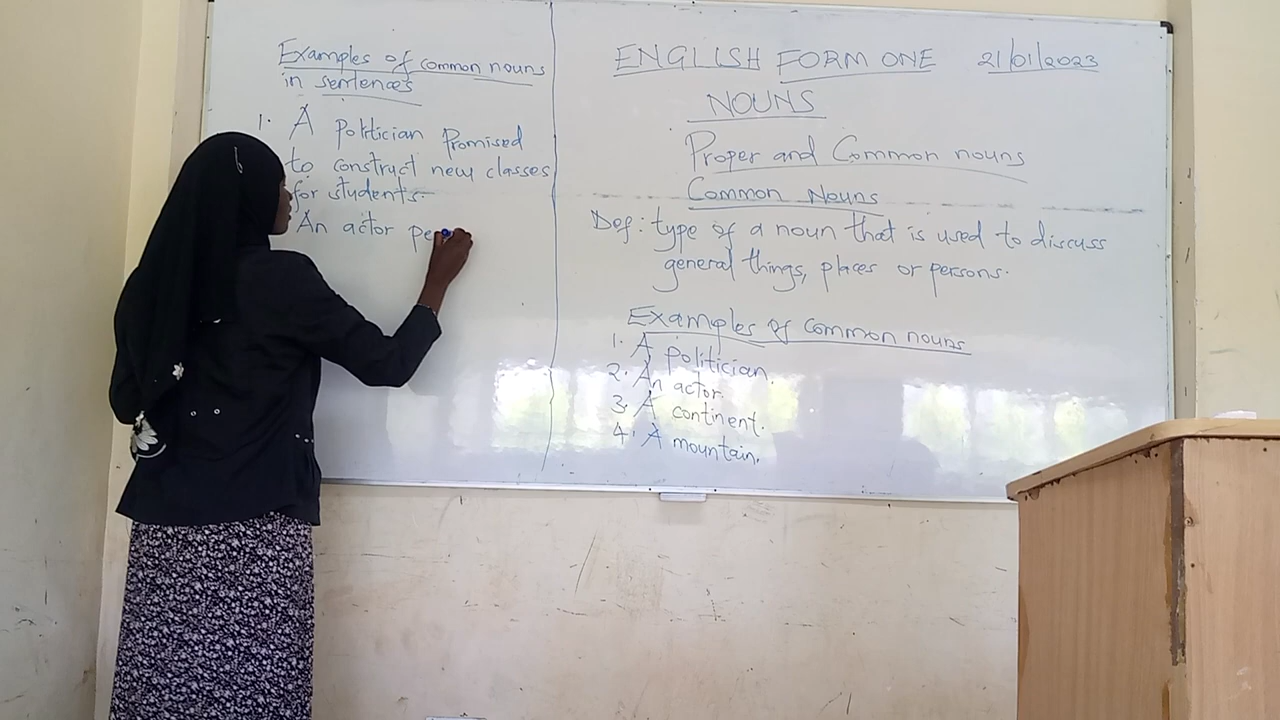 Examples of common nouns
in sentences
1. A Politician Promised
to construct new classes
for students.
An actor pe
ENGLISH FORM ONE 21/01/2023
NOUNS
Proper and Common nouns
Common Nouns
Def: type of a noun that is used to discuss
general things, places or persons.
Examples of common nouns
1. A politician.
2. An actor.
3. A continent.
4. A mountain.